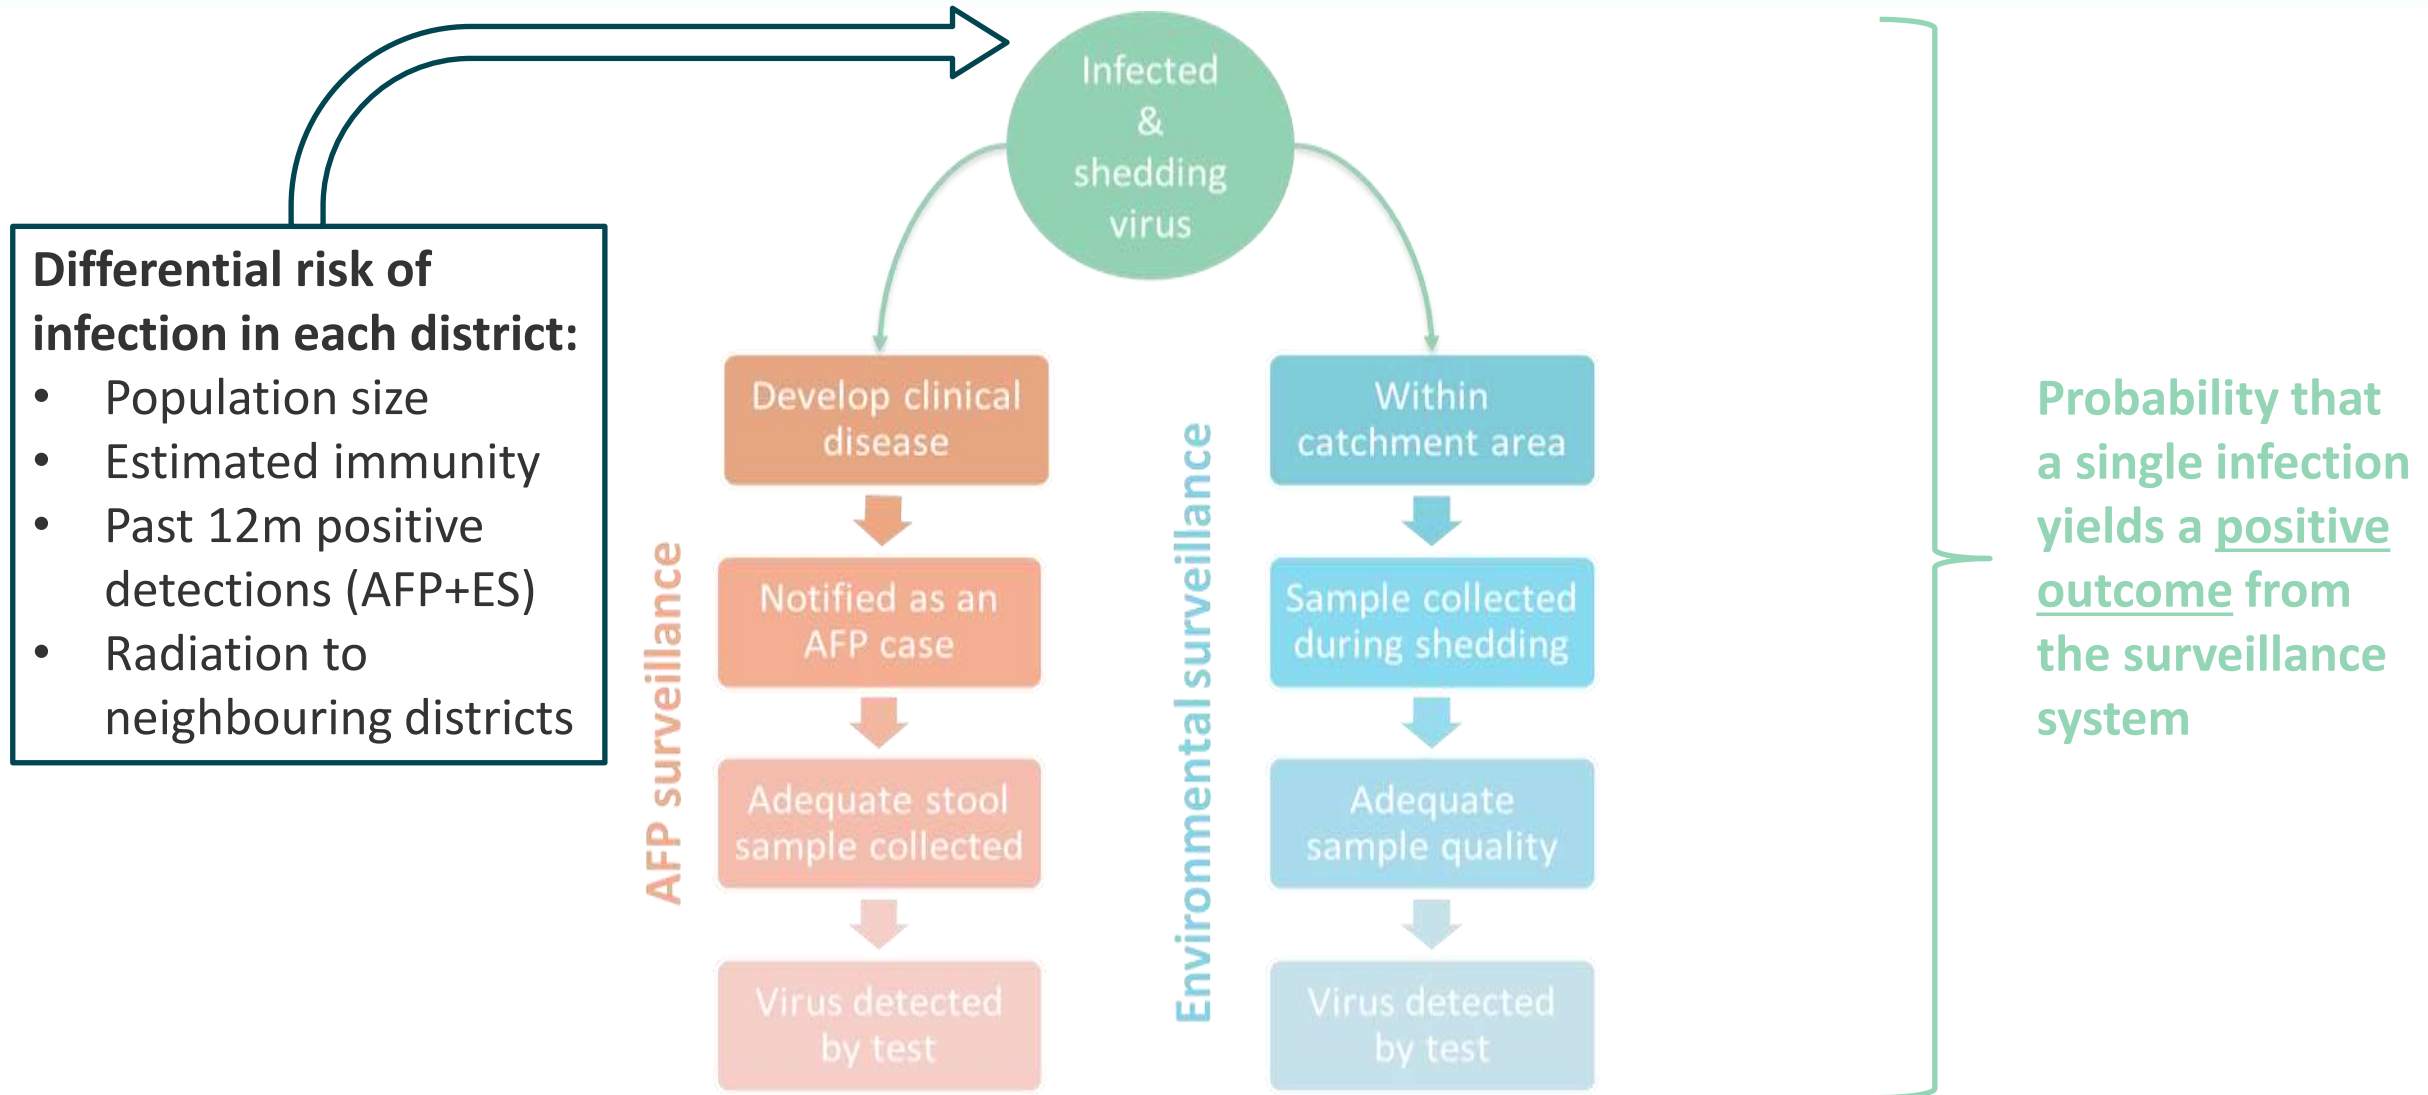 Infected
&
shedding
virus
Differential risk of
infection in each district:
• Population size
• Estimated immunity
• Past 12m positive
detections (AFP+ES)
• Radiation to
neighbouring districts
AFP surveillance
Develop clinical
disease
Notified as an
AFP case
Adequate stool
sample collected
Virus detected
by test
Environmental surveillance
Within
catchment area
Sample collected
during shedding
Adequate
sample quality
Virus detected
by test
Probability that
a single infection
yields a positive
outcome from
the surveillance
system